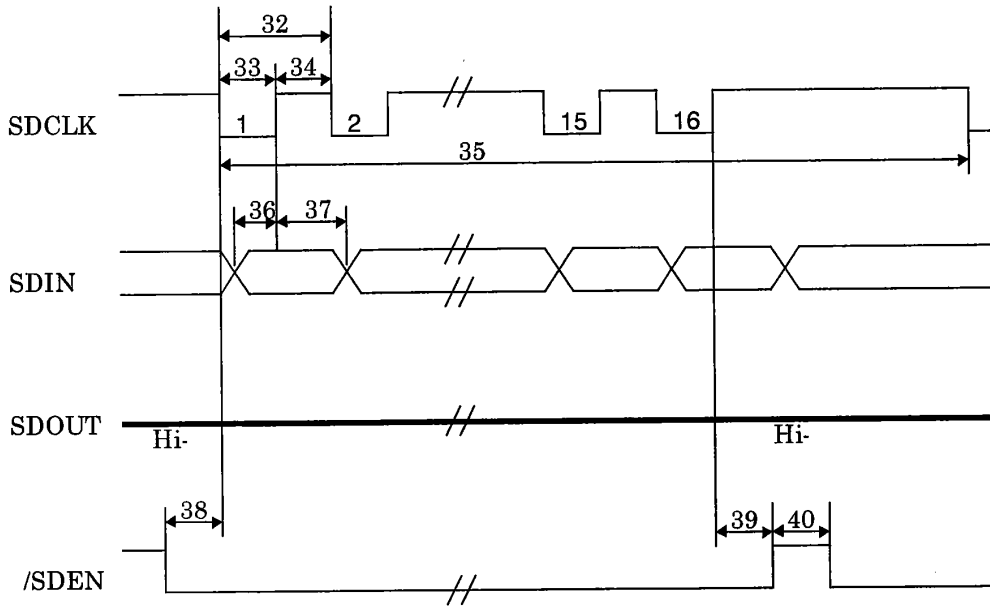 32
33 34
SDCLK 1 2 15 16
35
36 37
SDIN
SDOUT
Hi- Hi-
38 39 40
/SDEN